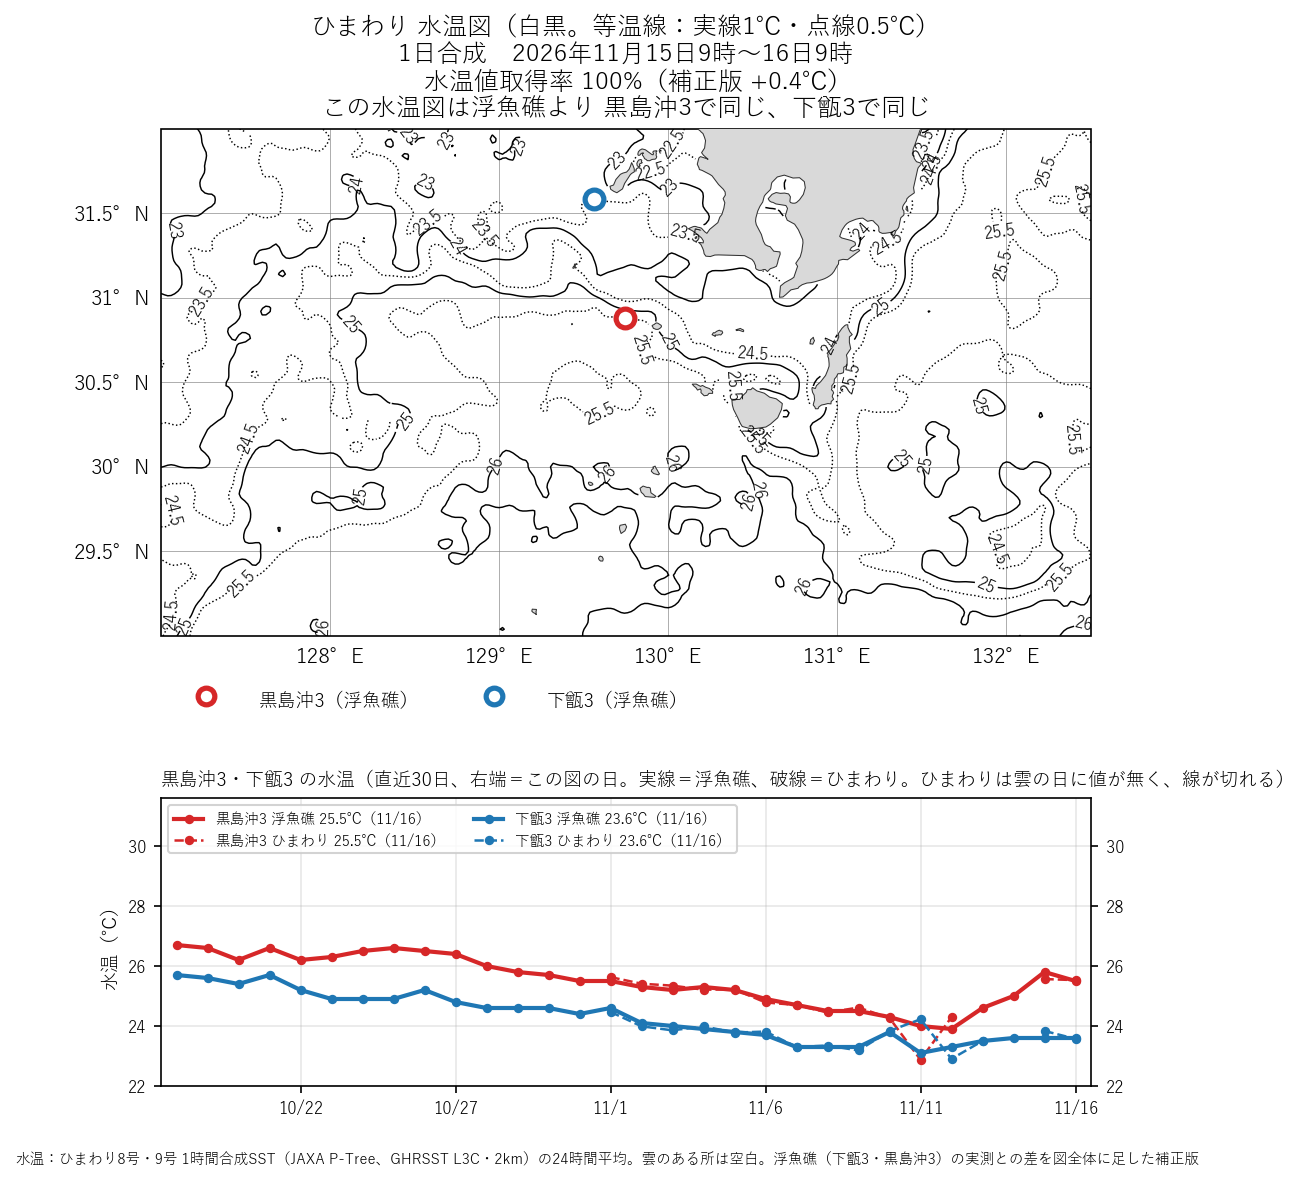 ひまわり 水温図（白黒。等温線：実線1℃・点線0.5℃）
1日合成　2026年11月15日9時～16日9時
水温値取得率 100%（補正版 +0.4℃）
この水温図は浮魚礁より 黒島沖3で同じ、下甑3で同じ
31.5° N
31° N
30.5° N
30° N
29.5° N
128° E
129° E
130° E
131° E
132° E
黒島沖3（浮魚礁）
下甑3（浮魚礁）
黒島沖3・下甑3 の水温（直近30日、右端＝この図の日。実線＝浮魚礁、破線＝ひまわり。ひまわりは雲の日に値が無く、線が切れる）
黒島沖3 浮魚礁 25.5℃（11/16）
黒島沖3 ひまわり 25.5℃（11/16）
下甑3 浮魚礁 23.6℃（11/16）
下甑3 ひまわり 23.6℃（11/16）
水温（℃）
30
28
26
24
22
30
28
26
24
22
10/22
10/27
11/1
11/6
11/11
11/16
水温：ひまわり8号・9号 1時間合成SST（JAXA P-Tree、GHRSST L3C・2km）の24時間平均。雲のある所は空白。浮魚礁（下甑3・黒島沖3）の実測との差を図全体に足した補正版